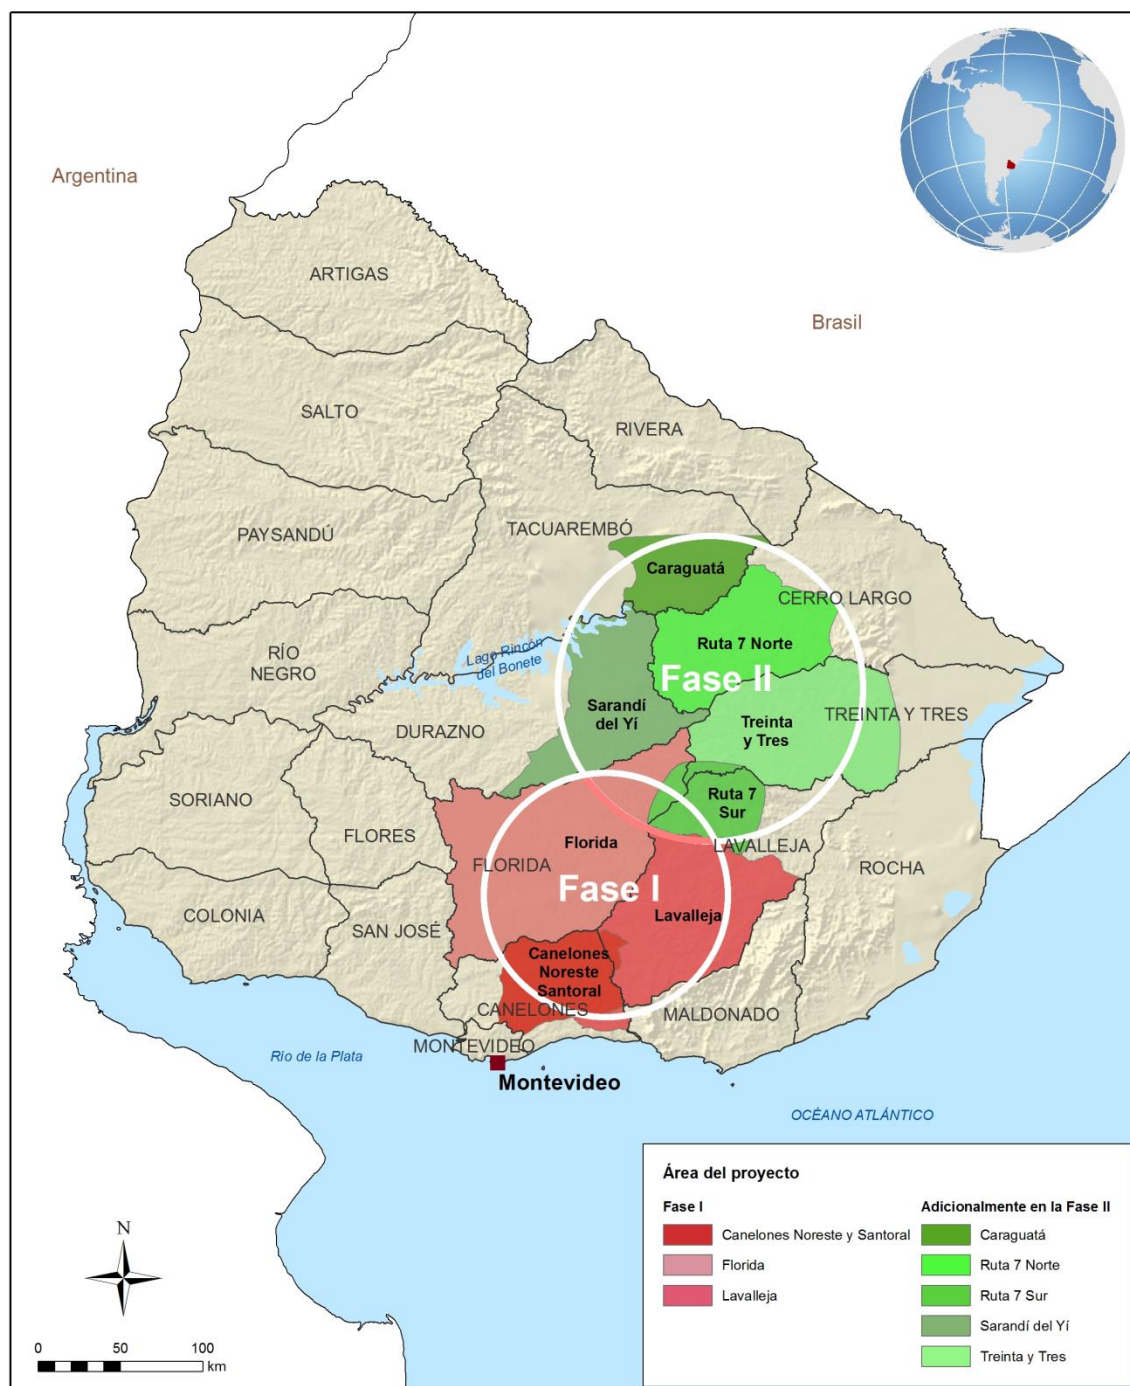 Argentina
Brasil
ARTIGAS
SALTO
RIVERA
PAYSANDÚ
TACUAREMBÓ
Caraguatá
CERRO LARGO
RÍO
NEGRO
Lago Rincón
del Bonete
Ruta 7 Norte
Fase II
Sarandí
del Yí
Treinta
y Tres
TREINTA Y TRES
DURAZNO
SORIANO
FLORES
Ruta 7
Sur
Florida
LAVALLEJA
FLORIDA
ROCHA
Fase I
COLONIA
SAN JOSÉ
Lavalleja
Canelones
Noreste
Santoral
CANELONES
MALDONADO
MONTEVIDEO
Río de la Plata
Montevideo
OCÉANO ATLÁNTICO
Área del proyecto
Fase I
Canelones Noreste y Santoral
Florida
Lavalleja
Adicionalmente en la Fase II
Caraguatá
Ruta 7 Norte
Ruta 7 Sur
Sarandí del Yí
Treinta y Tres
N
0 50 100
km